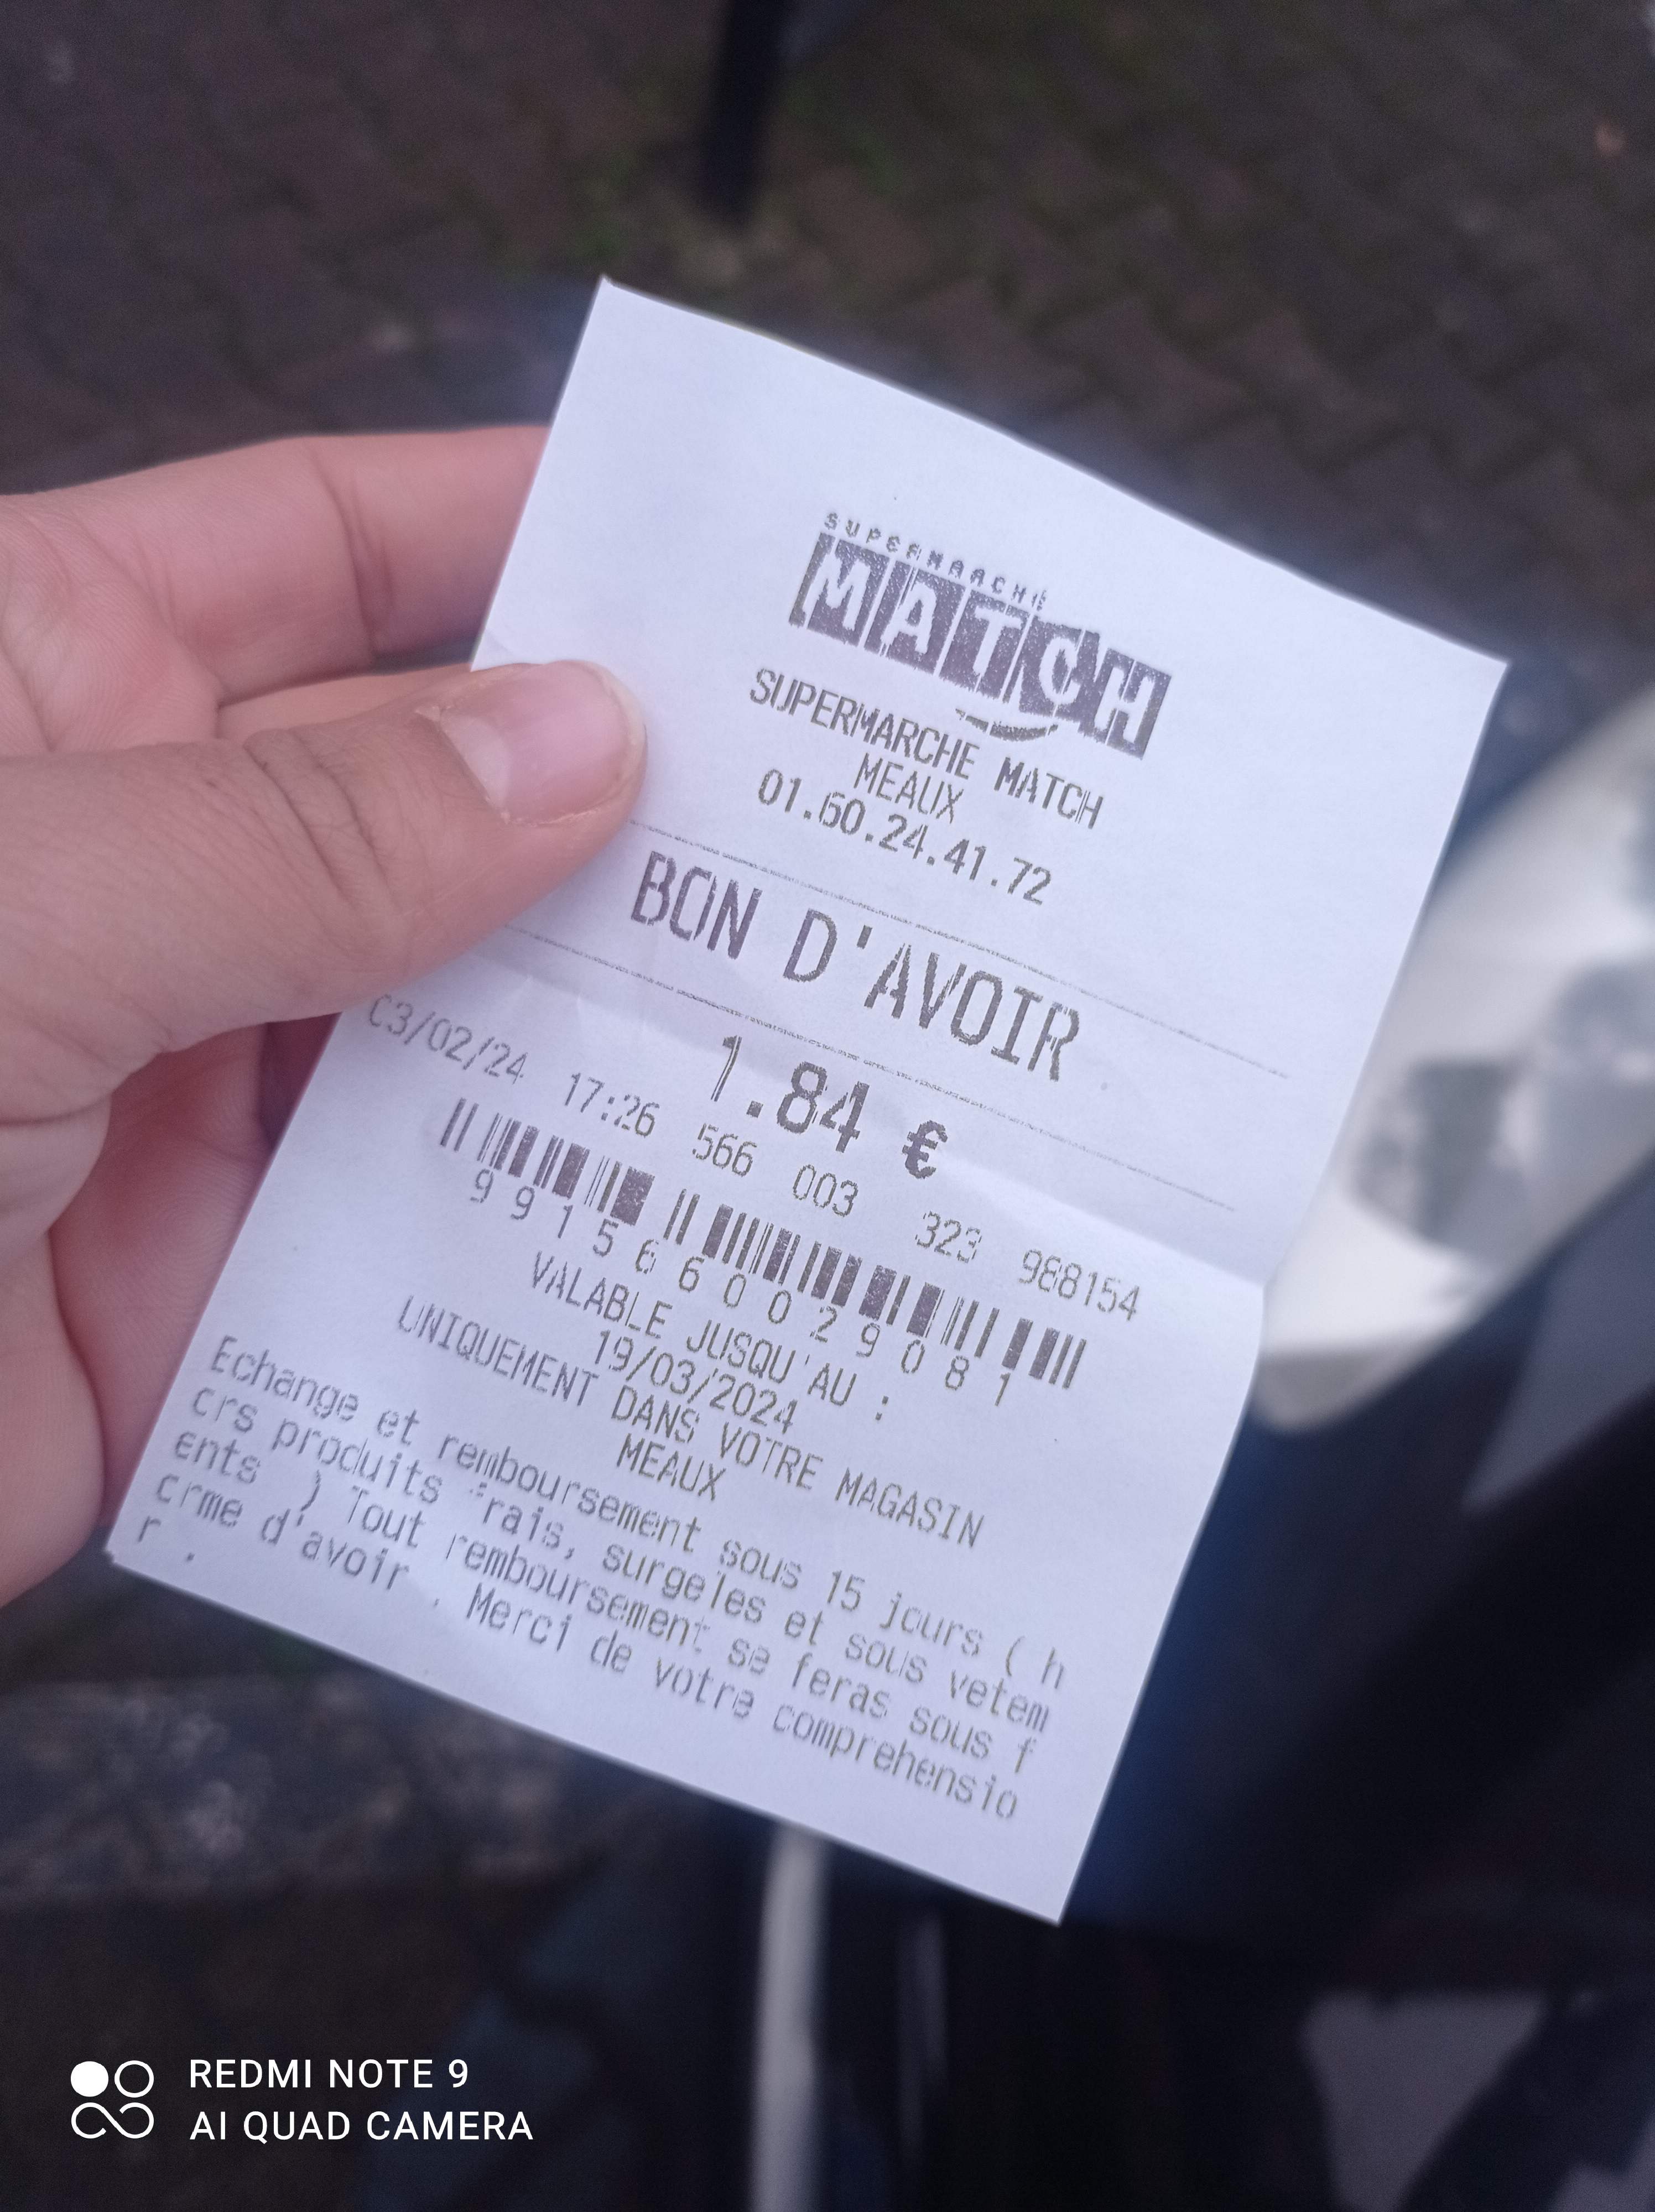 SUPERMARCHÉ
MATCH
SUPERMARCHE MATCH
MEAUX
01.60.24.41.72
BON D'AVOIR
1.84 €
03/02/24 17:26 566 003 323 988154
9915660029081
VALABLE JUSQU'AU :
19/03/2024
UNIQUEMENT DANS VOTRE MAGASIN
MEAUX
Echange et remboursement sous 15 jours ( h
ors produits frais, surgeles et sous vetem
ents ) Tout remboursement se feras sous f
orme d'avoir . Merci de votre comprehensio
r .
REDMI NOTE 9
AI QUAD CAMERA